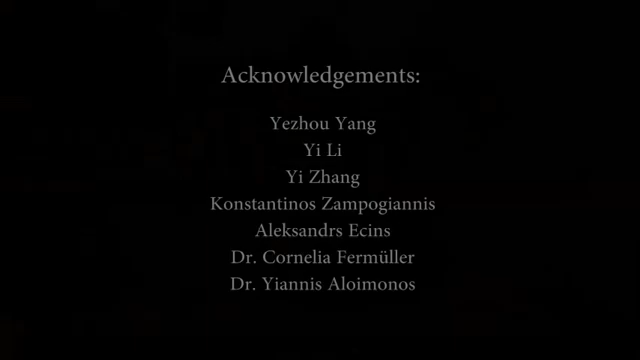 Acknowledgements:
Yezhou Yang
Yi Li
Yi Zhang
Konstantinos Zampogiannis
Aleksandrs Ecins
Dr. Cornelia Fermüller
Dr. Yiannis Aloimonos